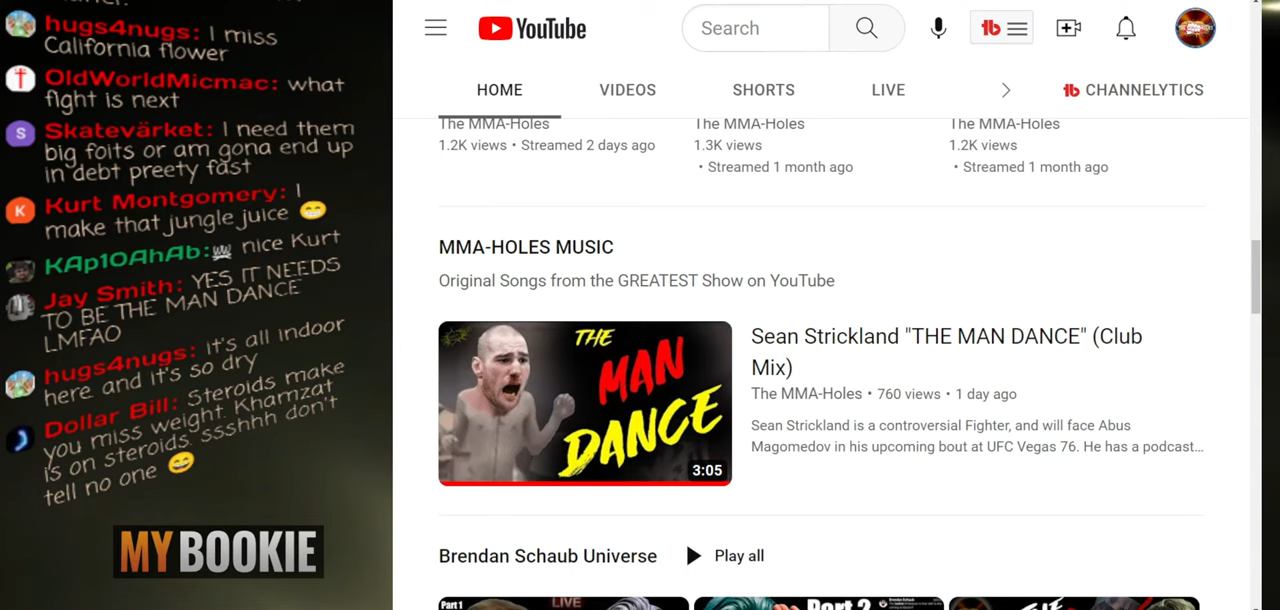 hugs4nugs: I miss
California flower
OldWorldMicmac: what
fight is next
Skatevärket: I need them
big foits or am gona end up
in debt preety fast
Kurt Montgomery: I
make that jungle juice 😁
KAp1OAhAb: nice Kurt
Jay Smith: YES IT NEEDS
TO BE THE MAN DANCE
LMFAO
hugs4nugs: it's all indoor
here and it's so dry
Dollar Bill: Steroids make
you miss weight. Khamzat
is on steroids. ssshhh don't
tell no one 😄
MYBOOKIE
YouTube
Search
HOME
VIDEOS
SHORTS
LIVE
CHANNELYTICS
The MMA-Holes
1.2K views • Streamed 2 days ago
The MMA-Holes
1.3K views
• Streamed 1 month ago
The MMA-Holes
1.2K views
• Streamed 1 month ago
MMA-HOLES MUSIC
Original Songs from the GREATEST Show on YouTube
THE
MAN
DANCE
3:05
Sean Strickland "THE MAN DANCE" (Club
Mix)
The MMA-Holes • 760 views • 1 day ago
Sean Strickland is a controversial Fighter, and will face Abus
Magomedov in his upcoming bout at UFC Vegas 76. He has a podcast...
Brendan Schaub Universe
Play all
Part 1
LIVE
Part 2